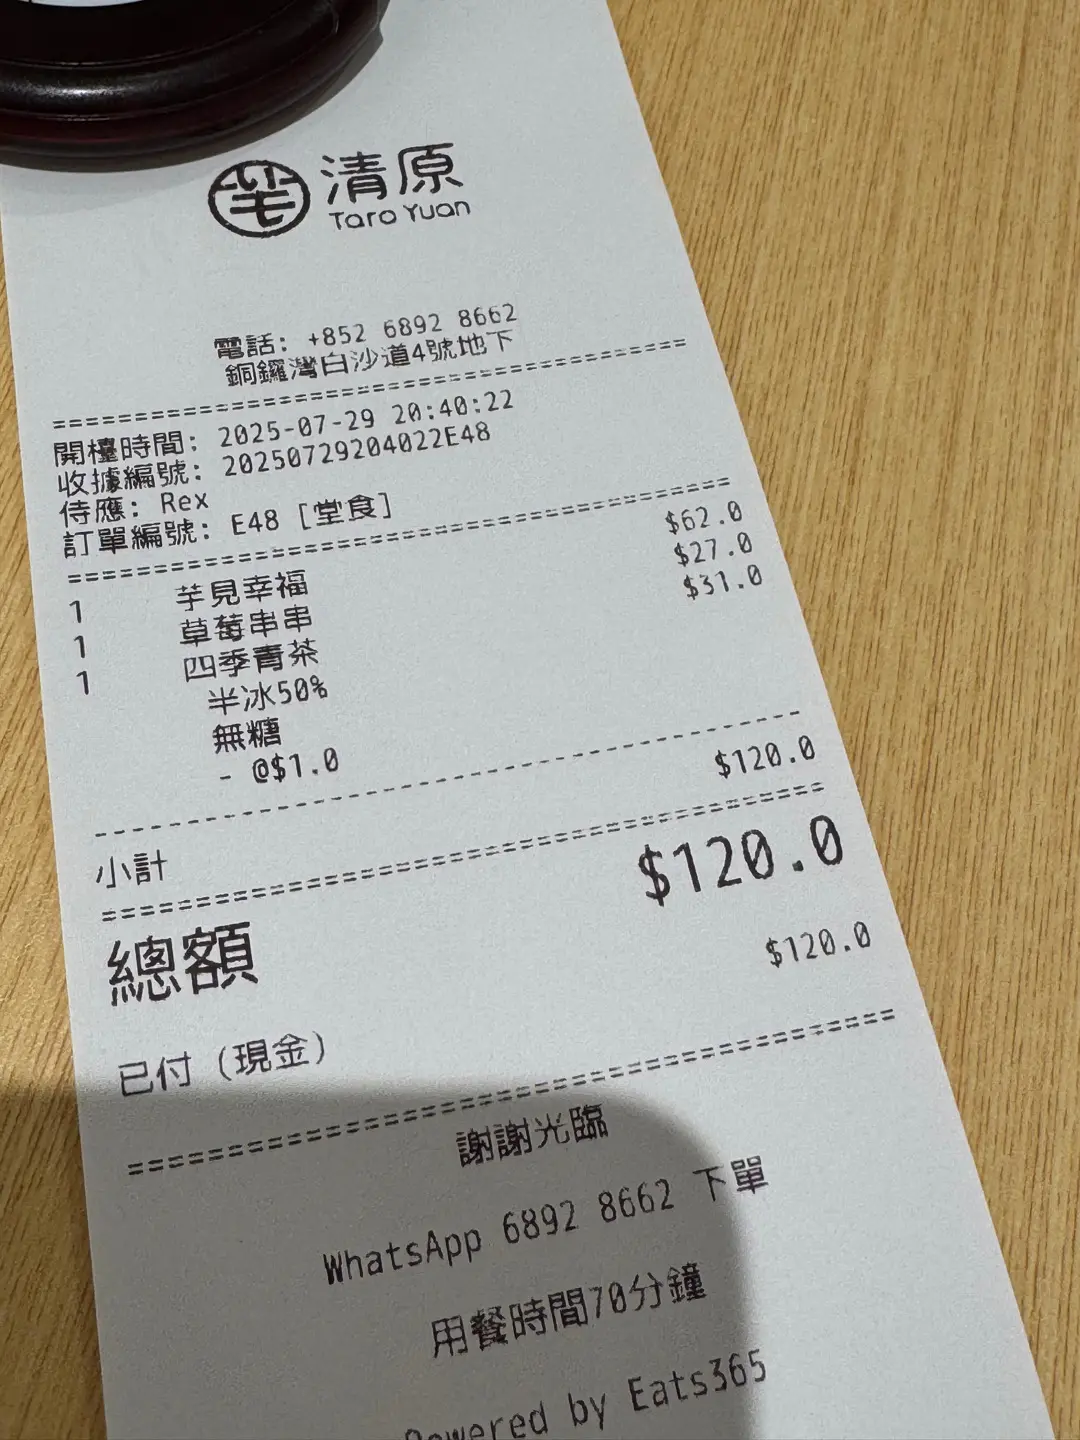 芋
清原
Taro Yuan
電話: +852 6892 8662
銅鑼灣白沙道4號地下
開檯時間: 2025-07-29 20:40:22
收據編號: 20250729204022E48
侍應: Rex
訂單編號: E48 [堂食]
1 芋見幸福 $62.0
1 草莓串串 $27.0
1 四季青茶 $31.0
半冰50%
無糖
- @$1.0
小計 $120.0
總額 $120.0
已付 (現金) $120.0
謝謝光臨
WhatsApp 6892 8662 下單
用餐時間70分鐘
Powered by Eats365